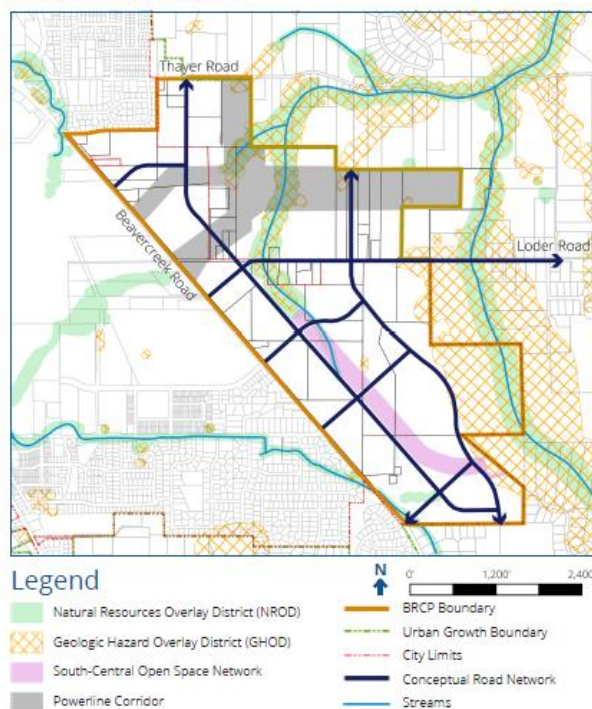 Thayer Road
Beavercreek Road
Loder Road
Legend
N
0'
1,200'
2,400'
Natural Resources Overlay District (NROD)
Geologic Hazard Overlay District (GHOD)
South-Central Open Space Network
Powerline Corridor
BRCP Boundary
Urban Growth Boundary
City Limits
Conceptual Road Network
Streams